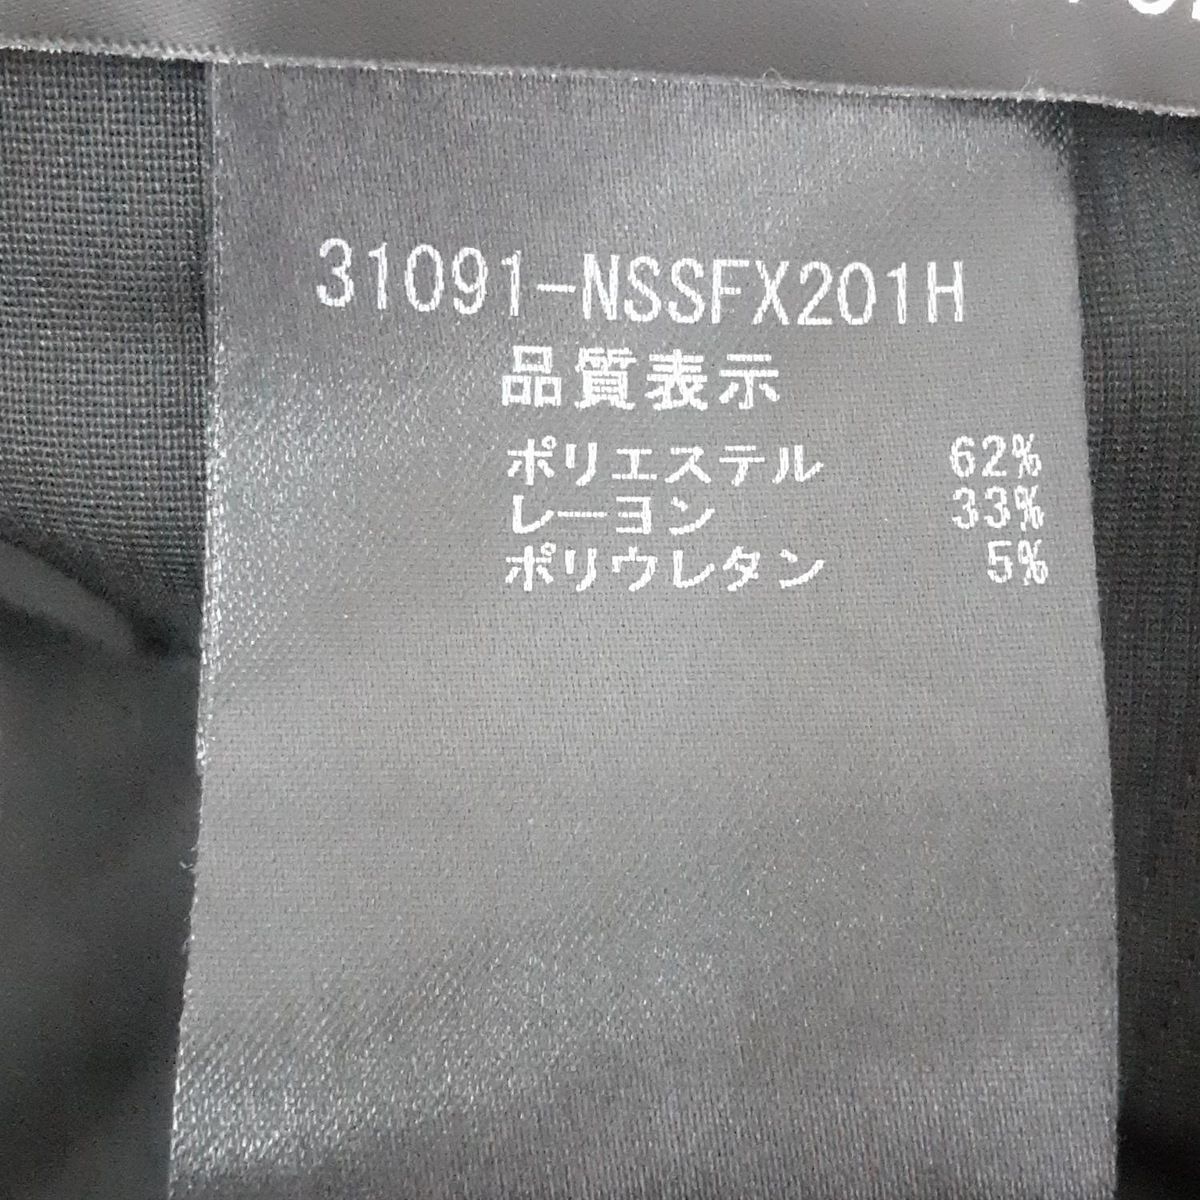 31091-NSSFX201H
品質表示
ポリエステル 62%
レーヨン 33%
ポリウレタン 5%